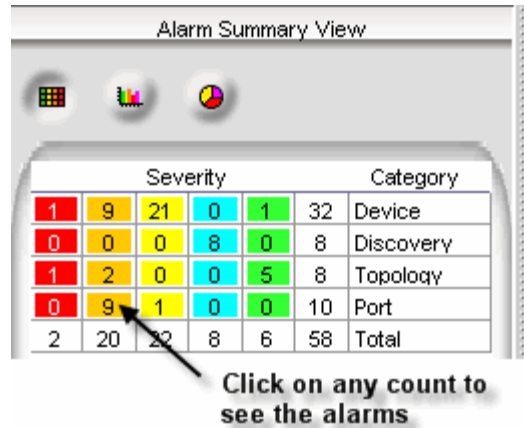 Alarm Summary View
Severity Category
1 9 21 0 1 32 Device
0 0 0 8 0 8 Discovery
1 2 0 0 5 8 Topology
0 9 1 0 0 10 Port
2 20 22 8 6 58 Total
Click on any count to
see the alarms